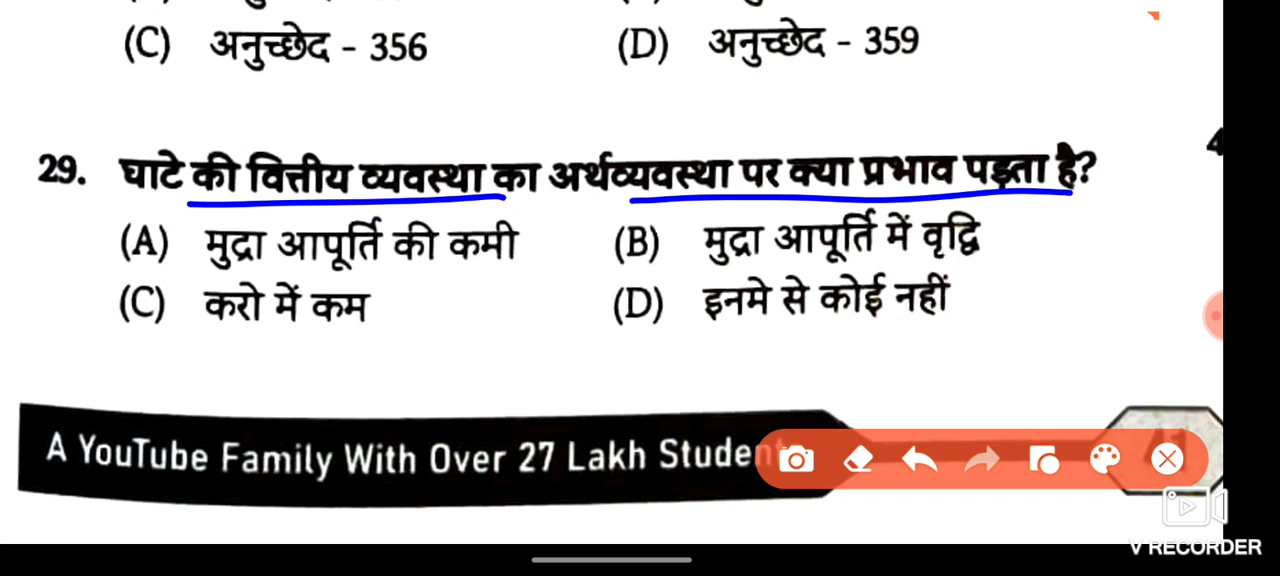 (C) अनुच्छेद - 356 (D) अनुच्छेद - 359
29. घाटे की वित्तीय व्यवस्था का अर्थव्यवस्था पर क्या प्रभाव पड़ता है?
(A) मुद्रा आपूर्ति की कमी (B) मुद्रा आपूर्ति में वृद्धि
(C) करो में कम (D) इनमे से कोई नहीं
A YouTube Family With Over 27 Lakh
V RECORDER